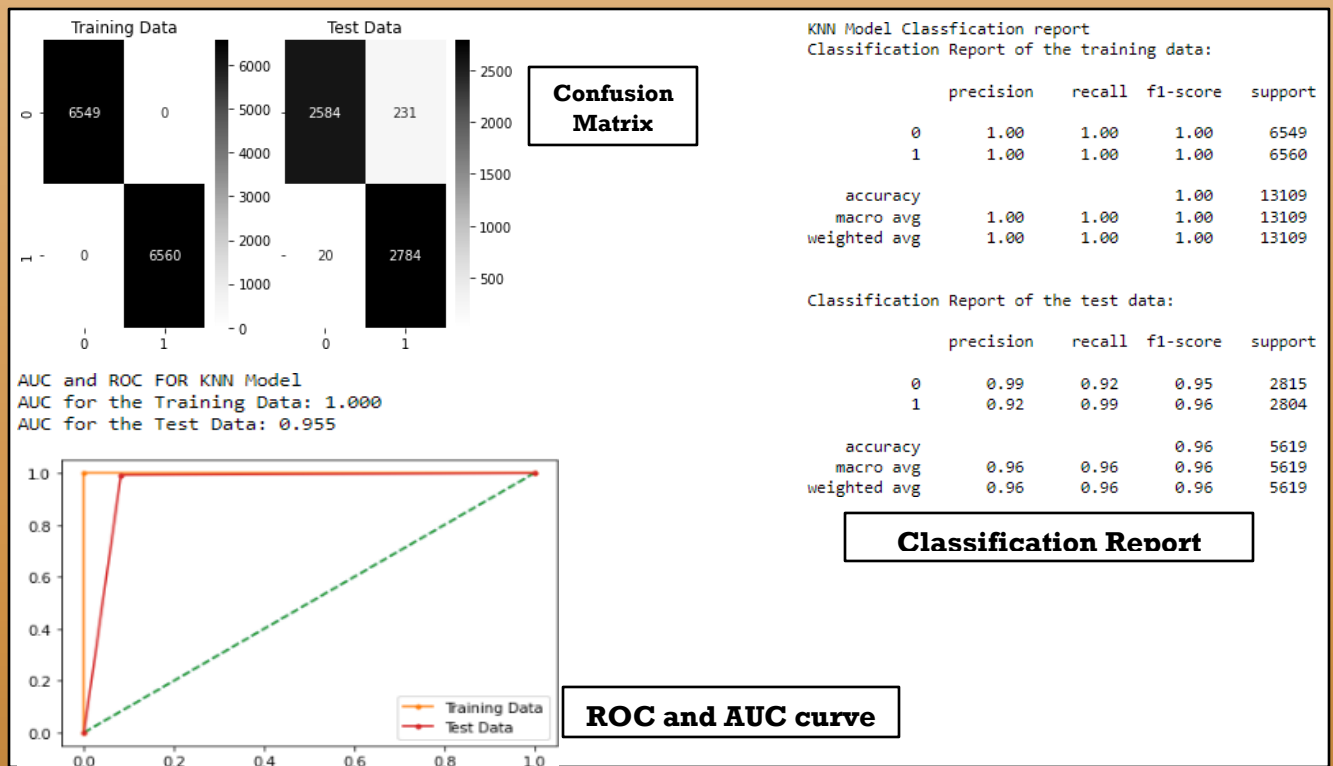 Training Data
Test Data
6549 0
0 6560
0
1
0 1
6000
5000
4000
3000
2000
1000
0
2584 231
20 2784
0 1
2500
2000
1500
1000
500
Confusion
Matrix
AUC and ROC FOR KNN Model
AUC for the Training Data: 1.000
AUC for the Test Data: 0.955
1.0
0.8
0.6
0.4
0.2
0.0
0.0 0.2 0.4 0.6 0.8 1.0
Training Data
Test Data
ROC and AUC curve
KNN Model Classfication report
Classification Report of the training data:
precision recall f1-score support
0 1.00 1.00 1.00 6549
1 1.00 1.00 1.00 6560
accuracy 1.00 13109
macro avg 1.00 1.00 1.00 13109
weighted avg 1.00 1.00 1.00 13109
Classification Report of the test data:
precision recall f1-score support
0 0.99 0.92 0.95 2815
1 0.92 0.99 0.96 2804
accuracy 0.96 5619
macro avg 0.96 0.96 0.96 5619
weighted avg 0.96 0.96 0.96 5619
Classification Report